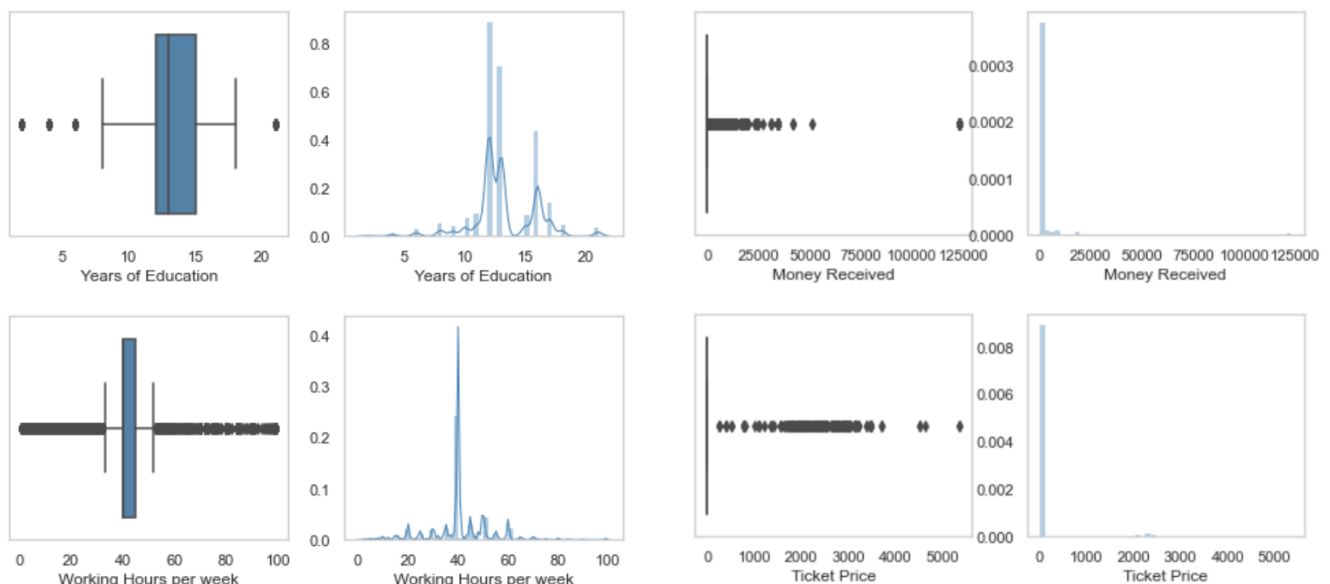 0.8
0.6
0.4
0.2
0.0
5 10 15 20
Years of Education
5 10 15 20
Years of Education
0.0003
0.0002
0.0001
0.0000
0 25000 50000 75000 100000 125000
Money Received
0 25000 50000 75000 100000 125000
Money Received
0.4
0.3
0.2
0.1
0.0
0 20 40 60 80 100
Working Hours per week
0 20 40 60 80 100
Working Hours per week
0.008
0.006
0.004
0.002
0.000
0 1000 2000 3000 4000 5000
Ticket Price
0 1000 2000 3000 4000 5000
Ticket Price